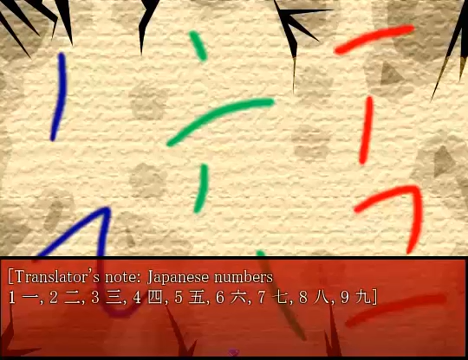 [Translator's note: Japanese numbers
1 一, 2 二, 3 三, 4 四, 5 五, 6 六, 7 七, 8 八, 9 九]